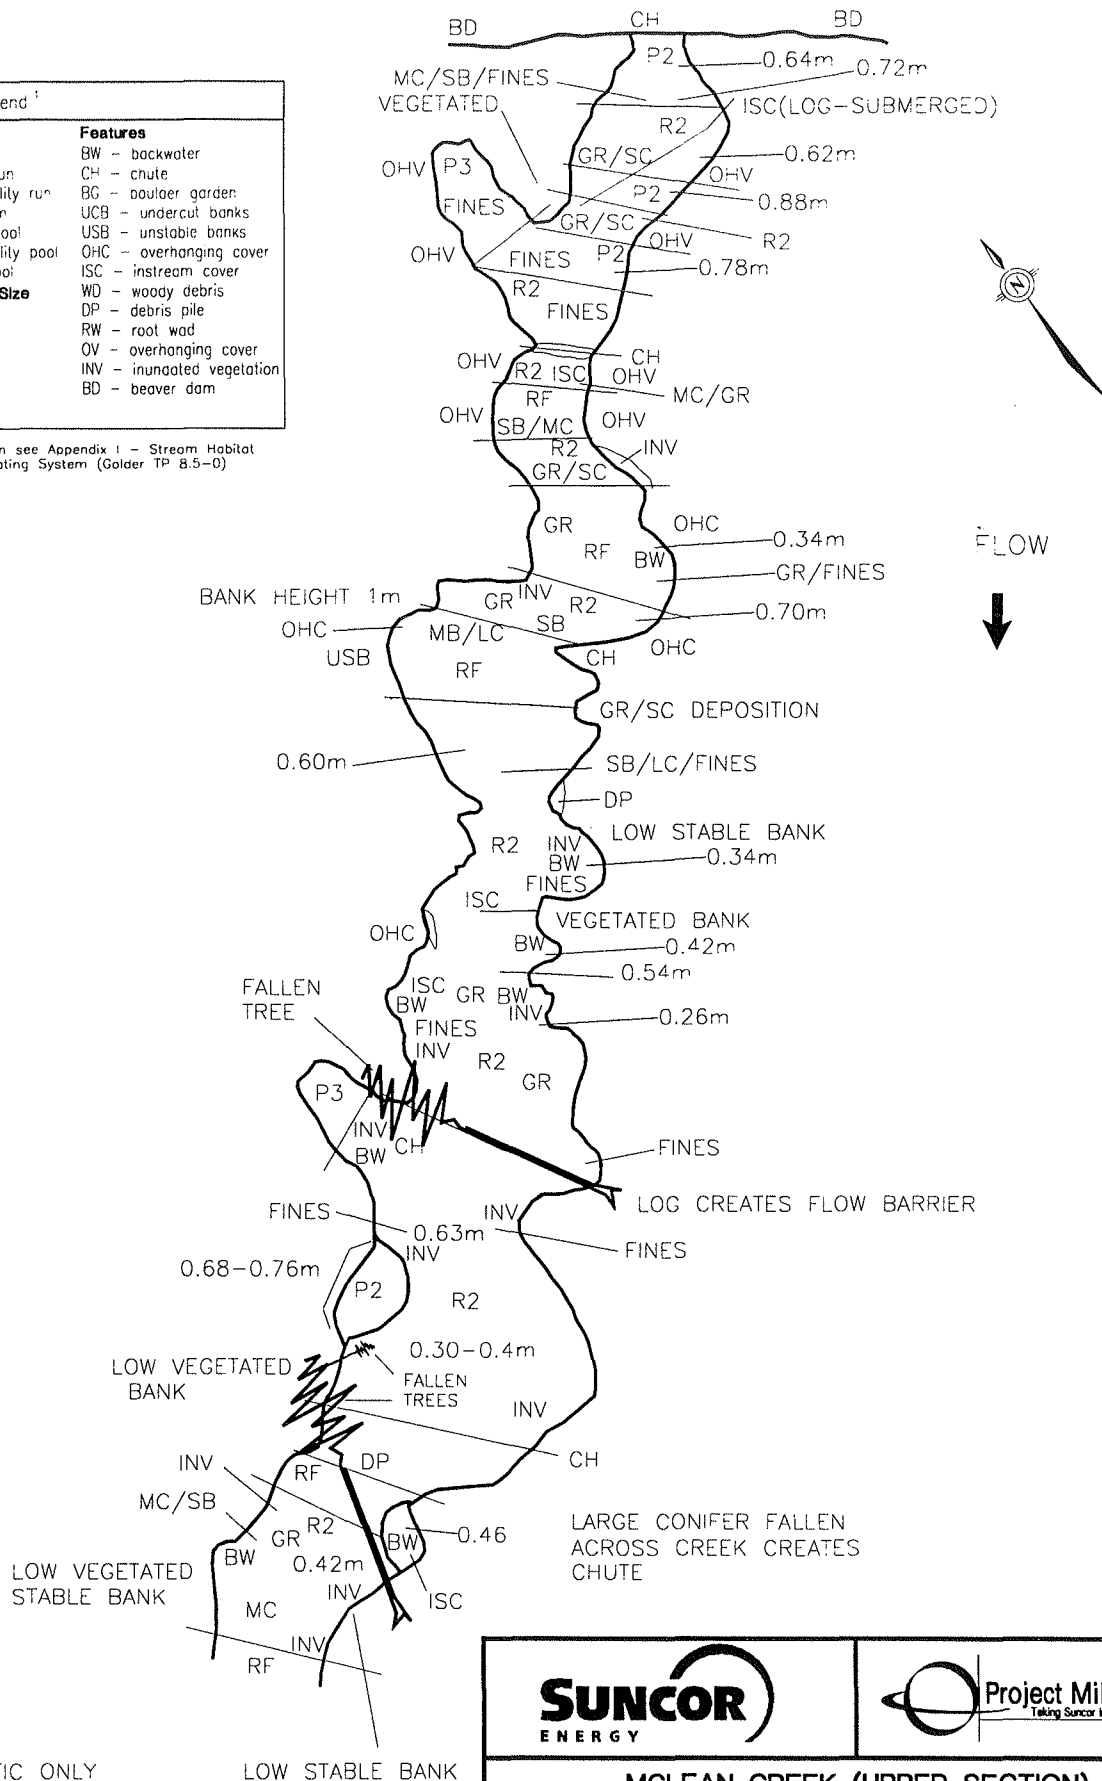 BD
CH
BD
P2
0.64m
0.72m
MC/SB/FINES
VEGETATED
ISC(LOG-SUBMERGED)
R2
GR/SC
0.62m
OHV
P3
OHV
P2
0.88m
FINES
GR/SC
OHV
R2
OHV
FINES
P2
0.78m
R2
FINES
CH
OHV
R2 ISC
OHV
RF
MC/GR
OHV
SB/MC
OHV
R2
INV
GR/SC
Features
BW - backwater
CH - chute
lity run
BG - boulder garden
UCB - undercut banks
USB - unstable banks
lity pool
OHC - overhanging cover
ISC - instream cover
Size
WD - woody debris
DP - debris pile
RW - root wad
OV - overhanging cover
INV - inundated vegetation
BD - beaver dam
see Appendix I - Stream Habitat
ating System (Golder TP 8.5-0)
GR
OHC
0.34m
FLOW
RF
BW
GR/FINES
BANK HEIGHT 1m
INV
GR
R2
0.70m
SB
OHC
MB/LC
OHC
USB
CH
RF
GR/SC DEPOSITION
0.60m
SB/LC/FINES
DP
LOW STABLE BANK
R2
INV
BW
0.34m
FINES
ISC
VEGETATED BANK
OHC
BW
0.42m
0.54m
FALLEN
TREE
ISC
GR
BW
BW
INV
0.26m
FINES
INV
R2
GR
P3
INV
CH
BW
FINES
LOG CREATES FLOW BARRIER
FINES
0.63m
INV
INV
FINES
0.68-0.76m
P2
R2
0.30-0.4m
LOW VEGETATED
BANK
FALLEN
TREES
INV
CH
INV
RF
DP
MC/SB
GR
R2
BW
0.46
BW
0.42m
LARGE CONIFER FALLEN
ACROSS CREEK CREATES
CHUTE
LOW VEGETATED
STABLE BANK
INV
ISC
MC
INV
RF
N
SUNCOR
ENERGY
Project Mil
Taking Suncor
TIC ONLY
LOW STABLE BANK
MCLEAN CREEK (UPPER SECTION)